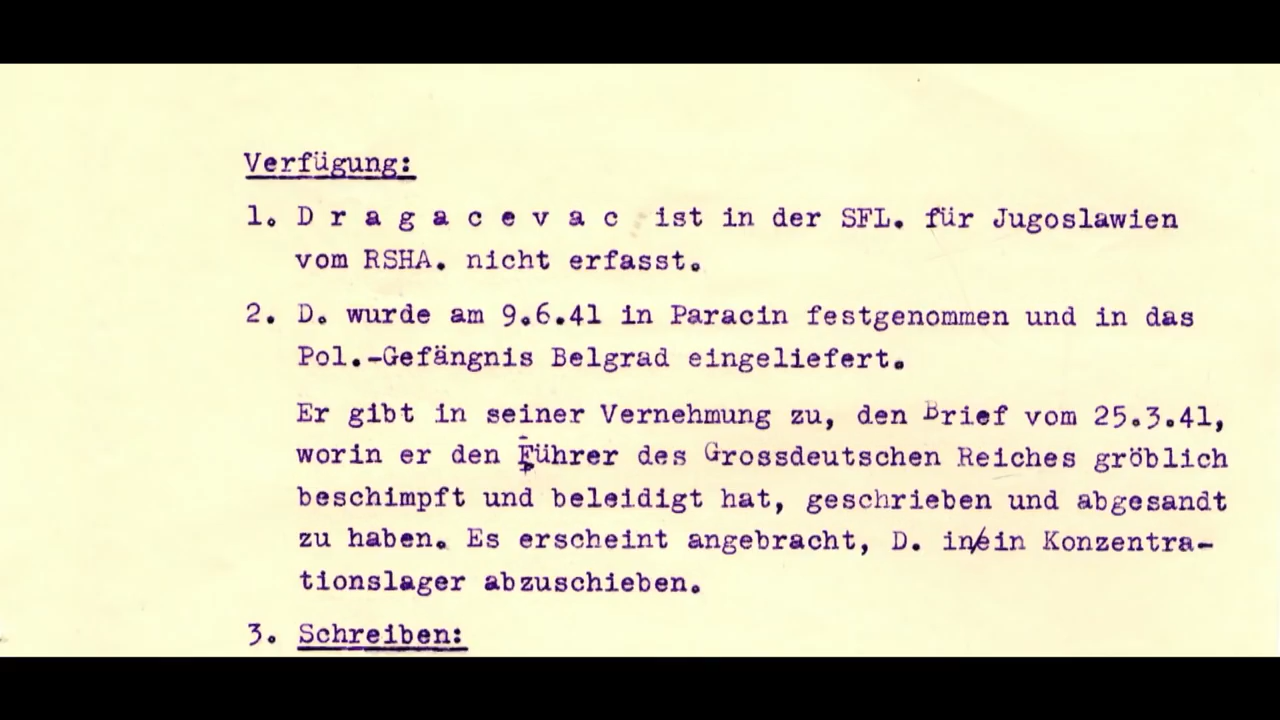 Verfügung:
1. D r a g a c e v a c ist in der SFL. für Jugoslawien
vom RSHA. nicht erfasst.
2. D. wurde am 9.6.41 in Paracin festgenommen und in das
Pol.-Gefängnis Belgrad eingeliefert.
Er gibt in seiner Vernehmung zu, den Brief vom 25.3.41,
worin er den Führer des Grossdeutschen Reiches gröblich
beschimpft und beleidigt hat, geschrieben und abgesandt
zu haben. Es erscheint angebracht, D. in/ein Konzentra-
tionslager abzuschieben.
3. Schreiben: